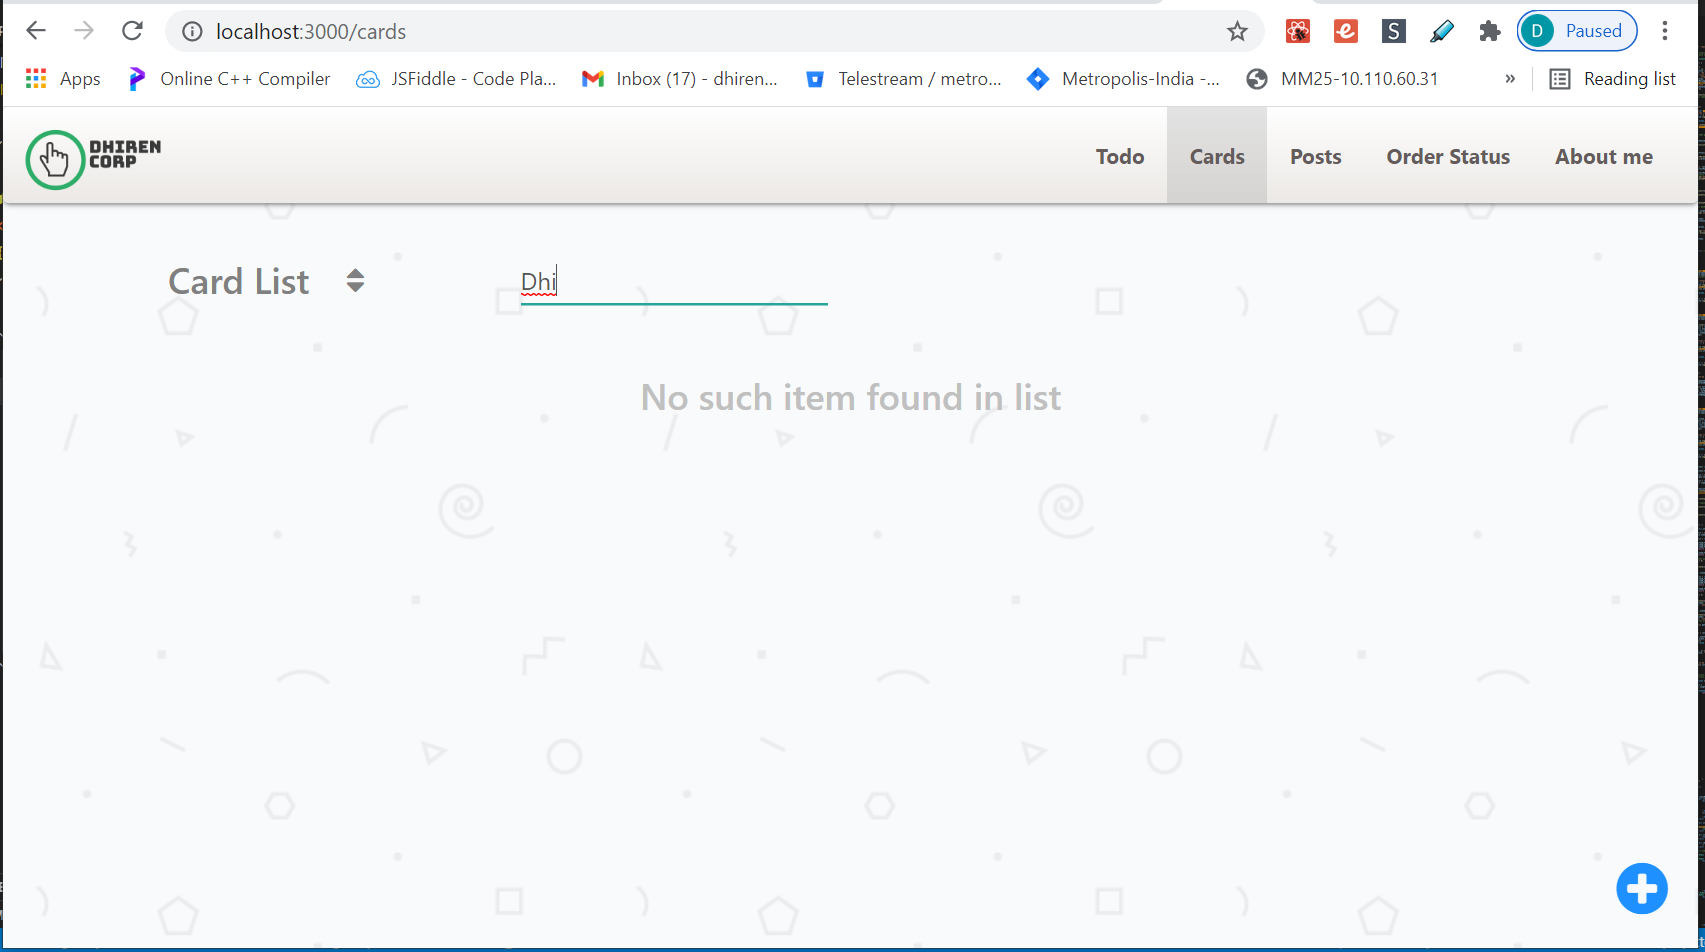 localhost:3000/cards
D Paused
Apps
Online C++ Compiler
JSFiddle - Code Pla...
Inbox (17) - dhiren...
Telestream / metro...
Metropolis-India -...
MM25-10.110.60.31
»
Reading list
DHIREN
CORP
Todo
Cards
Posts
Order Status
About me
Card List
Dhi
No such item found in list